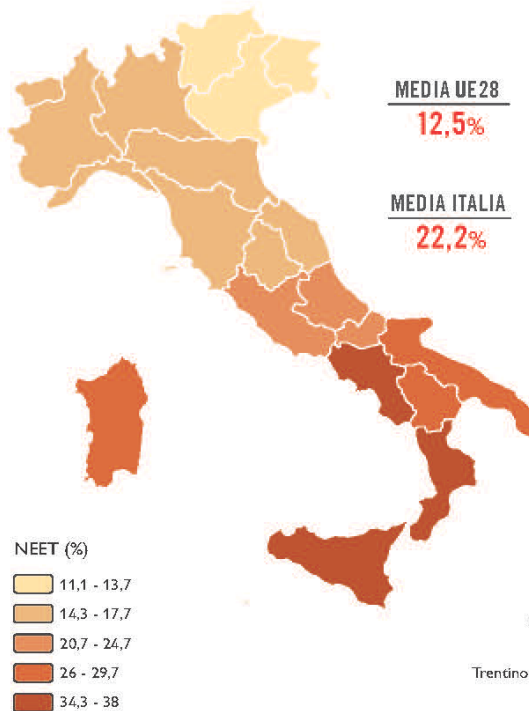 MEDIA UE28
12,5%
MEDIA ITALIA
22,2%
NEET (%)
11,1 - 13,7
14,3 - 17,7
20,7 - 24,7
26 - 29,7
34,3 - 38
Trentino